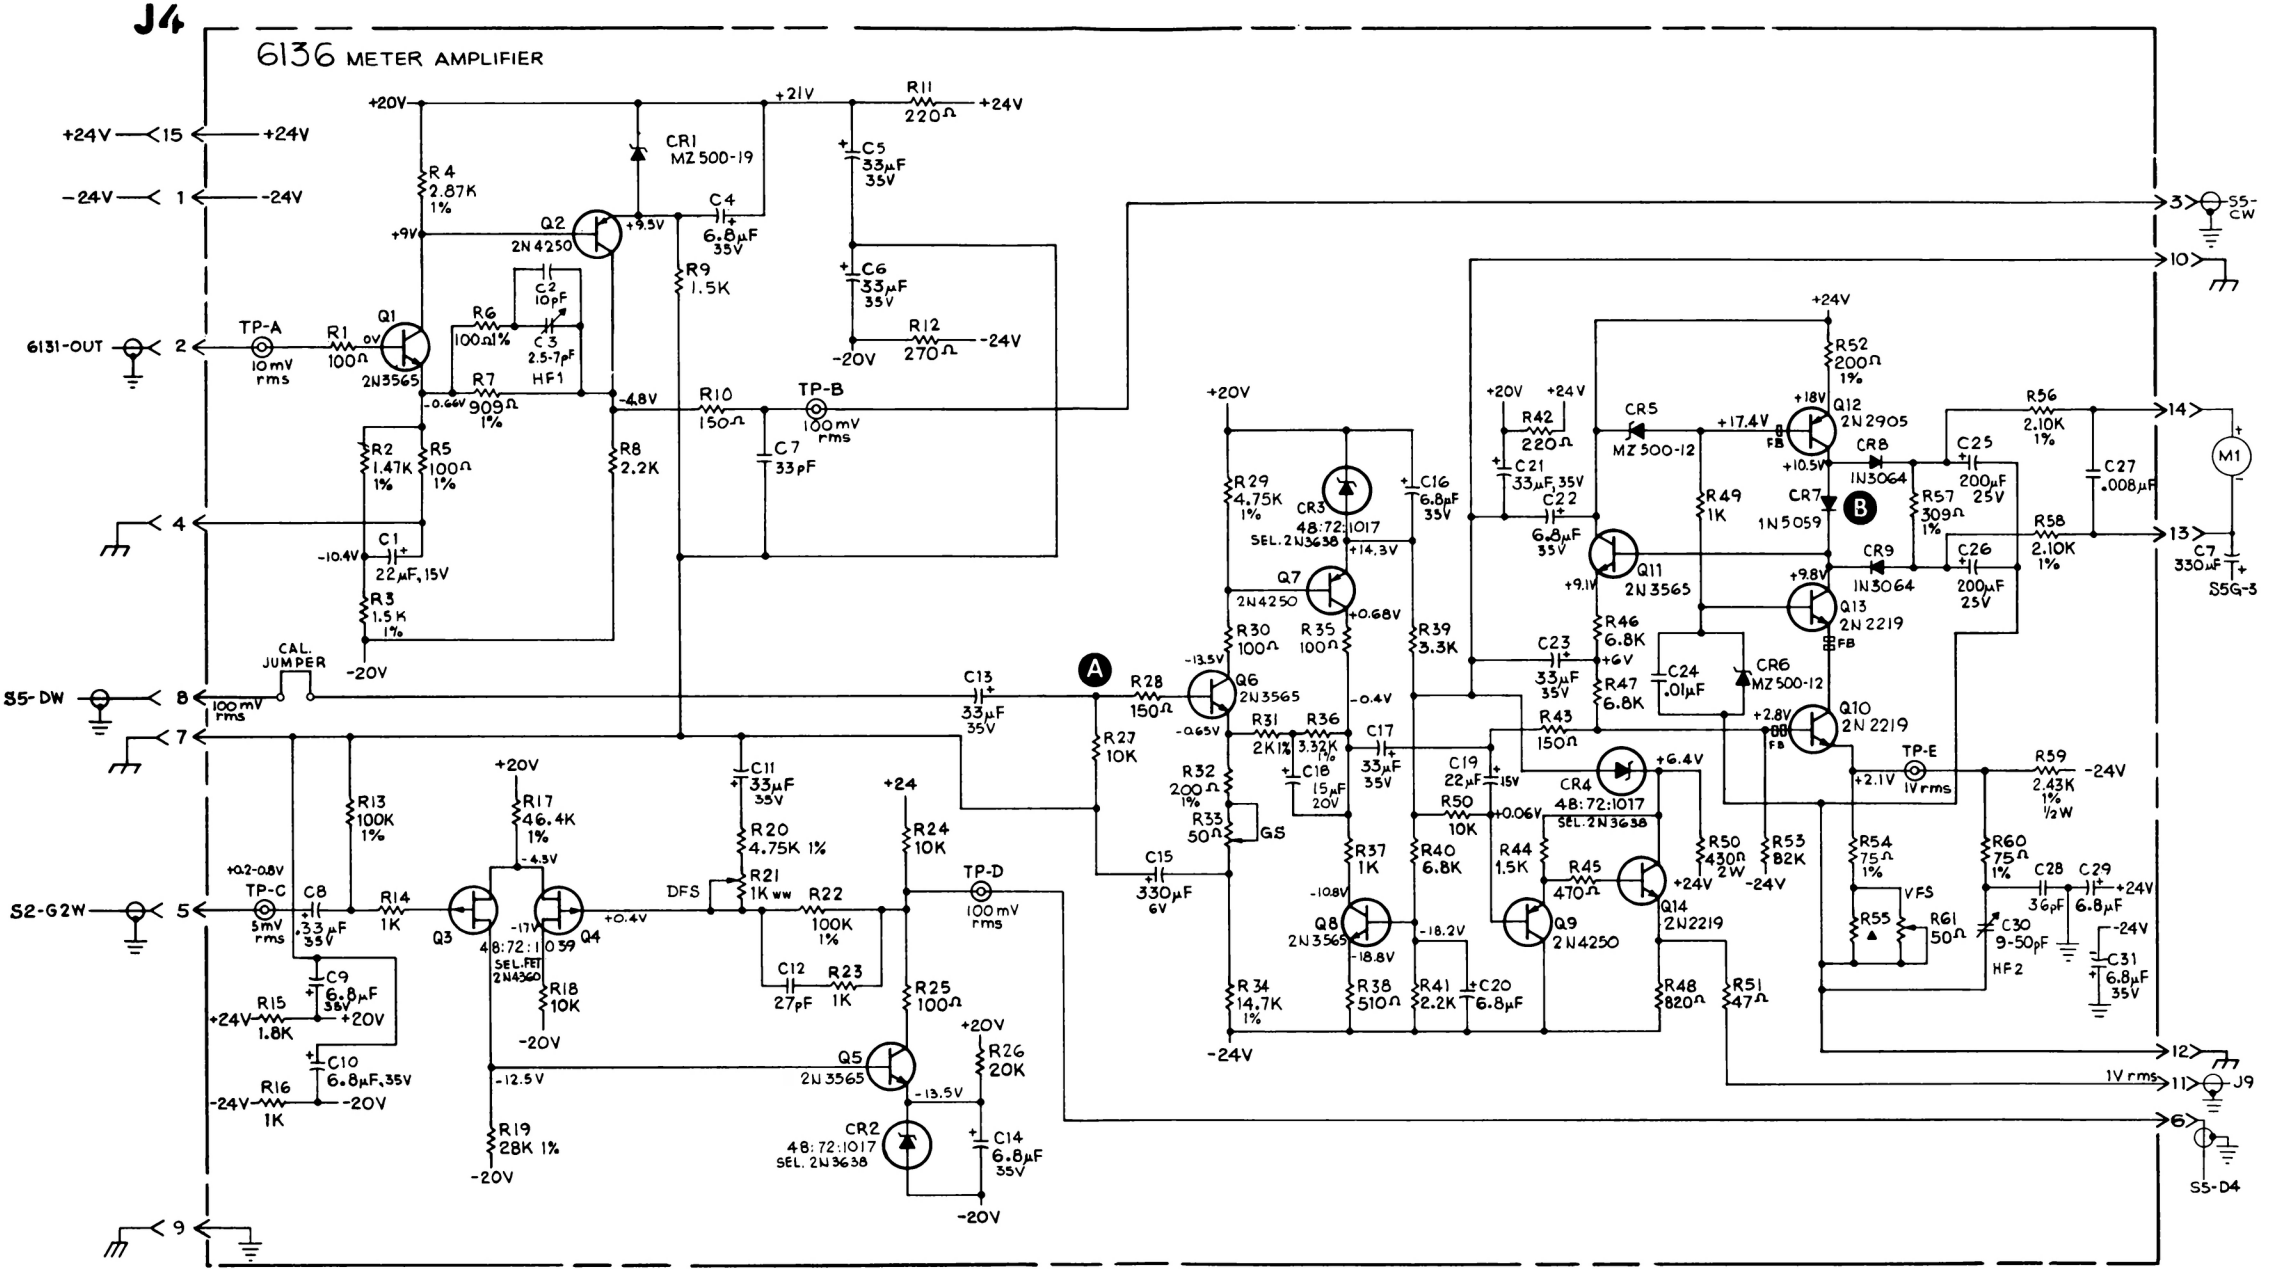 J4
6136 METER AMPLIFIER
+24V 15 +24V
-24V 1 -24V
+20V
+21V
R11
220Ω
+24V
R4
2.87K
1%
CR1
MZ500-19
C5
33µF
35V
+9V
Q2
2N4250
+9.5V
C4
6.8µF
35V
C6
33µF
35V
R9
1.5K
R12
270Ω
-24V
-20V
C2
10pF
R6
100Ω1%
C3
2.5-7pF
HF1
6131-OUT 2
TP-A
10mV
rms
R1
100Ω
0V
Q1
2N3565
-0.66V
R7
909Ω
1%
-4.8V
R10
150Ω
TP-B
100mV
rms
C7
33pF
R8
2.2K
R2
1.47K
1%
R5
100Ω
1%
4
-10.4V
C1
22µF,15V
R3
1.5K
1%
-20V
3
S5-
CW
10
CAL.
JUMPER
S5-DW 8
100mV
rms
7
C13
33µF
35V
A
R28
150Ω
R27
10K
C15
330µF
6V
R13
100K
1%
+20V
R17
46.4K
1%
-4.3V
C11
33µF
35V
R20
4.75K 1%
R21
1K ww
DFS
+24
R24
10K
R22
100K
1%
TP-D
100mV
rms
+0.2-0.8V
TP-C
S2-G2W 5
5mV
rms
C8
.33µF
35V
R14
1K
Q3
-17V
Q4
+0.4V
48:72:1039
SEL.FET
2N4360
C12
27pF
R23
1K
C9
6.8µF
35V
R15
+24V
1.8K
+20V
C10
6.8µF,35V
R16
-24V
1K
-20V
R18
10K
-20V
R25
100Ω
+20V
R26
20K
Q5
2N3565
-12.5V
-13.5V
R19
28K 1%
-20V
CR2
48:72:1017
SEL. 2N3638
C14
6.8µF
35V
-20V
9
+20V
R29
4.75K
1%
CR3
48:72:1017
SEL.2N3638
+14.3V
C16
6.8µF
35V
Q7
2N4250
+0.68V
R30
100Ω
R35
100Ω
R39
3.3K
-13.5V
Q6
2N3565
-0.4V
-0.65V
R31
2K1%
R36
3.32K
1%
C17
33µF
35V
C18
15µF
20V
R32
200Ω
1%
R33
50Ω
GS
R37
1K
R40
6.8K
-10.8V
Q8
2N3565
-18.2V
-18.8V
R34
14.7K
1%
R38
510Ω
R41
2.2K
C20
6.8µF
-24V
+20V
+24V
R42
220Ω
C21
33µF,35V
C22
6.8µF
35V
CR5
MZ500-12
+24V
R52
200Ω
1%
+18V
Q12
2N2905
+17.4V
FB
+10.5V
CR8
1N3064
C25
200µF
25V
R56
2.10K
1%
14
M1
+
-
C27
.008µF
R49
1K
CR7
1N5059
B
R57
309Ω
1%
R58
2.10K
1%
13
C7
330µF
S5G-3
Q11
2N3565
+9.1V
+9.8V
CR9
1N3064
C26
200µF
25V
Q13
2N2219
FB
R46
6.8K
C23
33µF
35V
+6V
R47
6.8K
C24
.01µF
CR6
MZ500-12
R43
150Ω
+2.8V
FB
Q10
2N2219
C19
22µF
15V
CR4
48:72:1017
SEL.2N3638
+6.4V
+2.1V
TP-E
1V rms
R59
2.43K
1%
½W
-24V
R50
10K
+0.06V
R44
1.5K
R45
470Ω
R50
430Ω
2W
+24V
R53
82K
-24V
R54
75Ω
1%
R60
75Ω
1%
Q9
2N4250
Q14
2N2219
VFS
R55
▲
R61
50Ω
C28
36pF
C29
6.8µF
+24V
C30
9-50pF
HF2
-24V
C31
6.8µF
35V
R48
820Ω
R51
47Ω
12
1V rms 11 J9
6
S5-D4